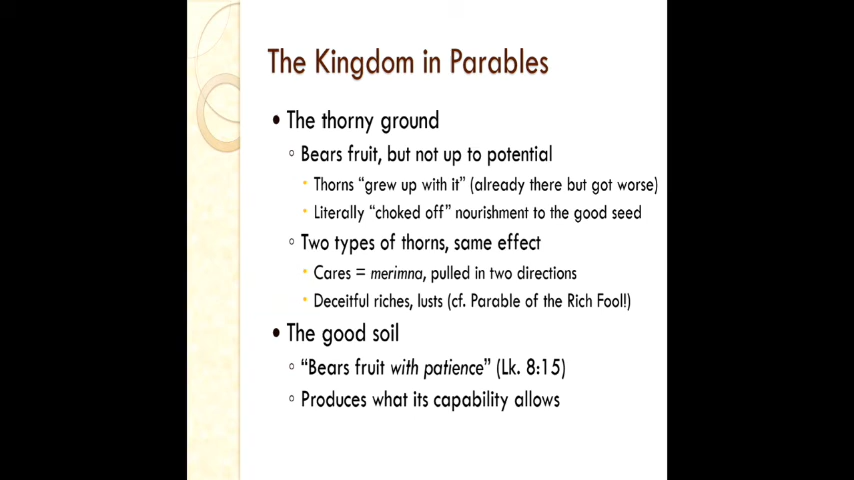 The Kingdom in Parables
• The thorny ground
◦ Bears fruit, but not up to potential
• Thorns “grew up with it” (already there but got worse)
• Literally “choked off” nourishment to the good seed
◦ Two types of thorns, same effect
• Cares = merimna, pulled in two directions
• Deceitful riches, lusts (cf. Parable of the Rich Fool!)
• The good soil
◦ “Bears fruit with patience” (Lk. 8:15)
◦ Produces what its capability allows